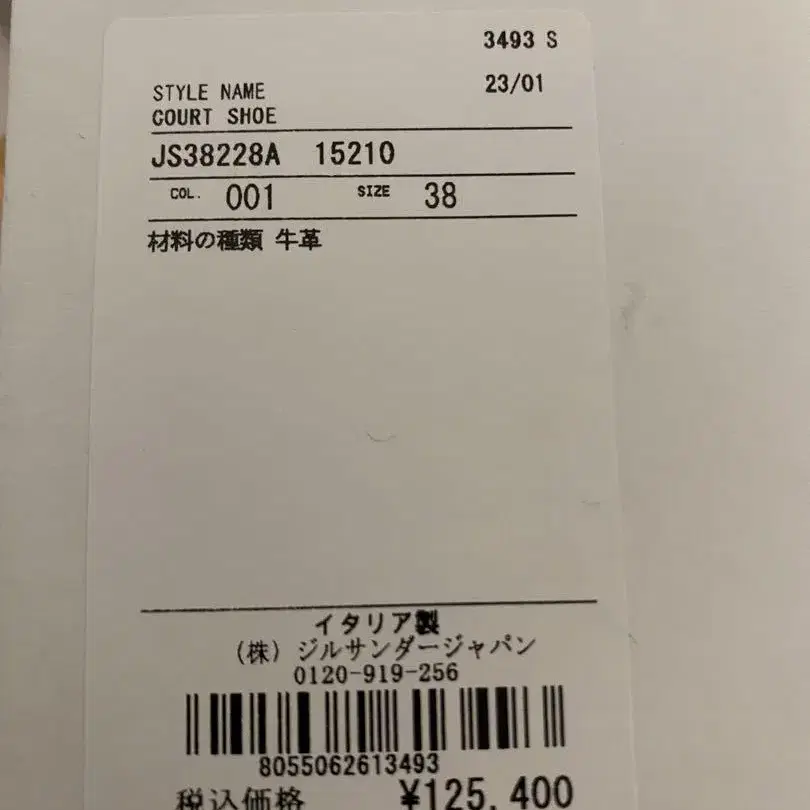 3493 S
23/01
STYLE NAME
COURT SHOE
JS38228A 15210
COL. 001 SIZE 38
材料の種類 牛革
イタリア製
(株) ジルサンダージャパン
0120-919-256
8055062613493
税込価格 ¥125,400